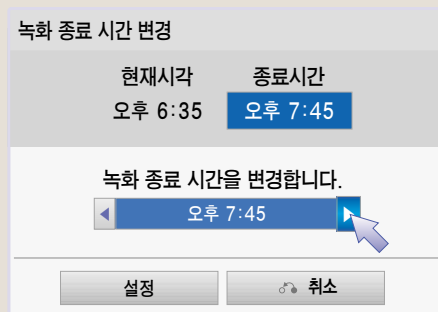 녹화 종료 시간 변경
현재시각 종료시간
오후 6:35 오후 7:45
녹화 종료 시간을 변경합니다.
오후 7:45
설정 취소